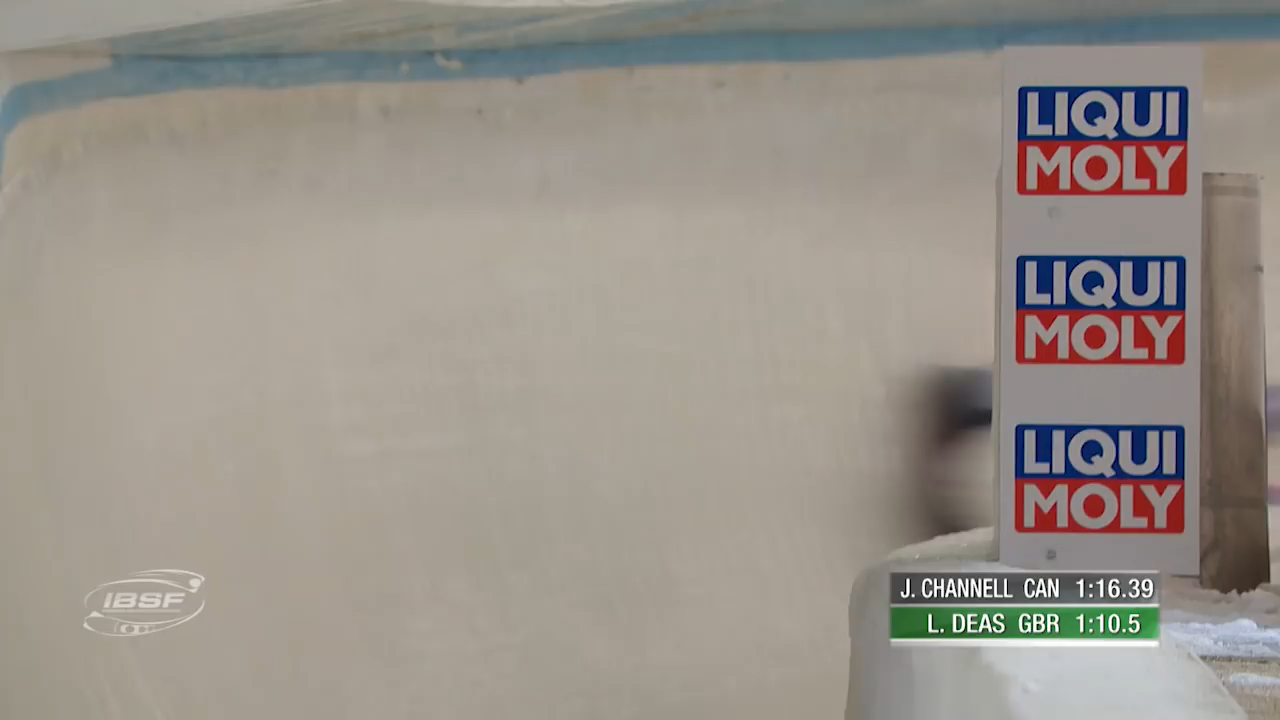 LIQUI
MOLY
LIQUI
MOLY
LIQUI
MOLY
IBSF
J. CHANNELL CAN 1:16.39
L. DEAS GBR 1:10.5